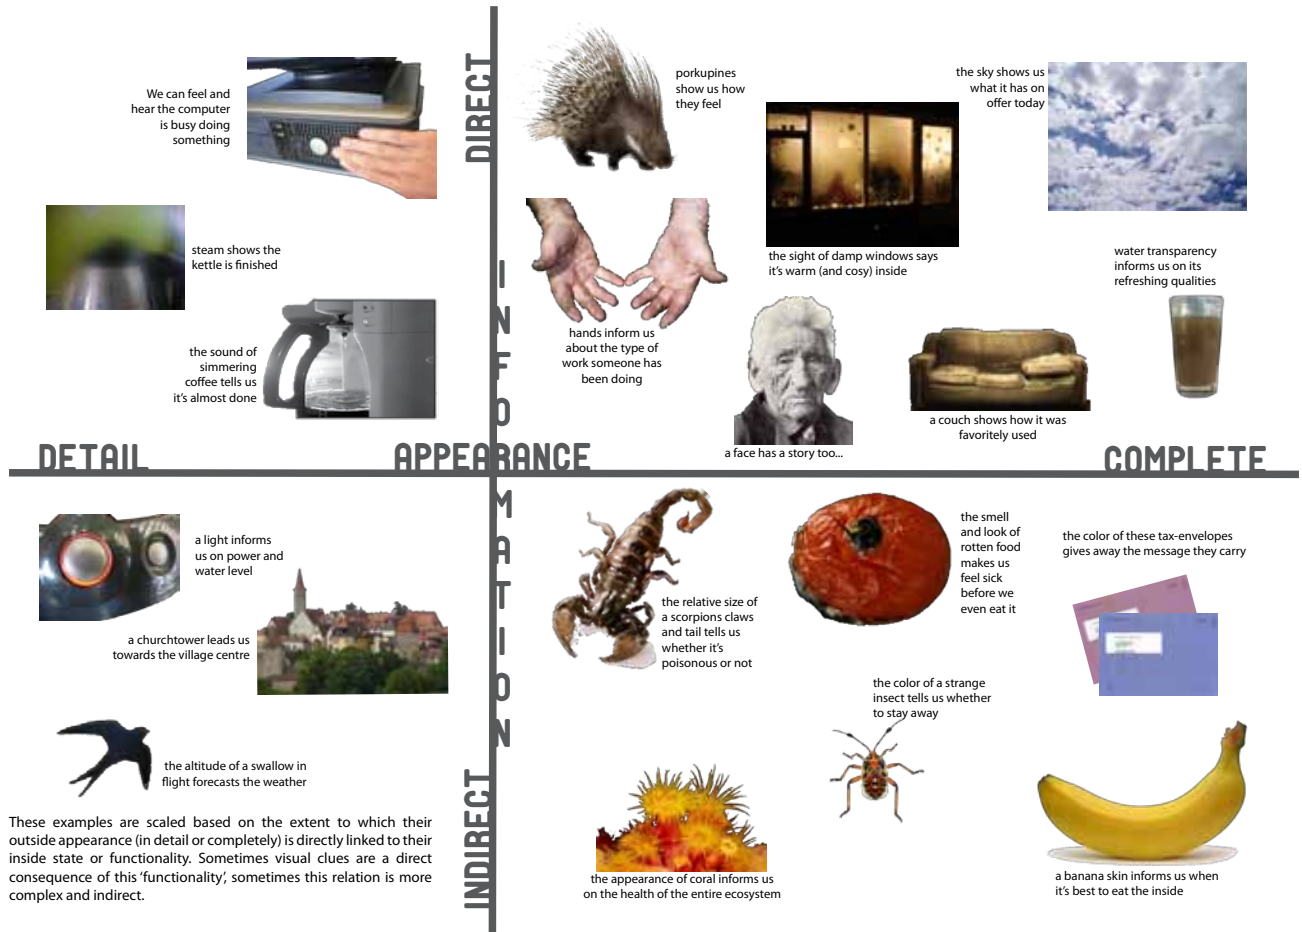 We can feel and
hear the computer
is busy doing
something
steam shows the
kettle is finished
the sound of
simmering
coffee tells us
it's almost done
DIRECT
porkupines
show us how
they feel
the sky shows us
what it has on
offer today
the sight of damp windows says
it's warm (and cosy) inside
water transparency
informs us on its
refreshing qualities
hands inform us
about the type of
work someone has
been doing
a couch shows how it was
favoritely used
a face has a story too...
DETAIL
APPEARANCE
COMPLETE
INFORMATION
a light informs
us on power and
water level
a churchtower leads us
towards the village centre
the altitude of a swallow in
flight forecasts the weather
the relative size of
a scorpions claws
and tail tells us
whether it's
poisonous or not
the smell
and look of
rotten food
makes us
feel sick
before we
even eat it
the color of these tax-envelopes
gives away the message they carry
the color of a strange
insect tells us whether
to stay away
the appearance of coral informs us
on the health of the entire ecosystem
a banana skin informs us when
it's best to eat the inside
INDIRECT
These examples are scaled based on the extent to which their
outside appearance (in detail or completely) is directly linked to their
inside state or functionality. Sometimes visual clues are a direct
consequence of this 'functionality', sometimes this relation is more
complex and indirect.